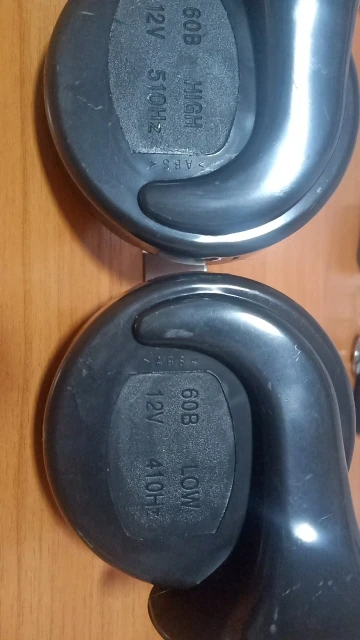 60B HIGH
12V 510Hz
>ABS<
>ABS<
60B LOW
12V 410Hz